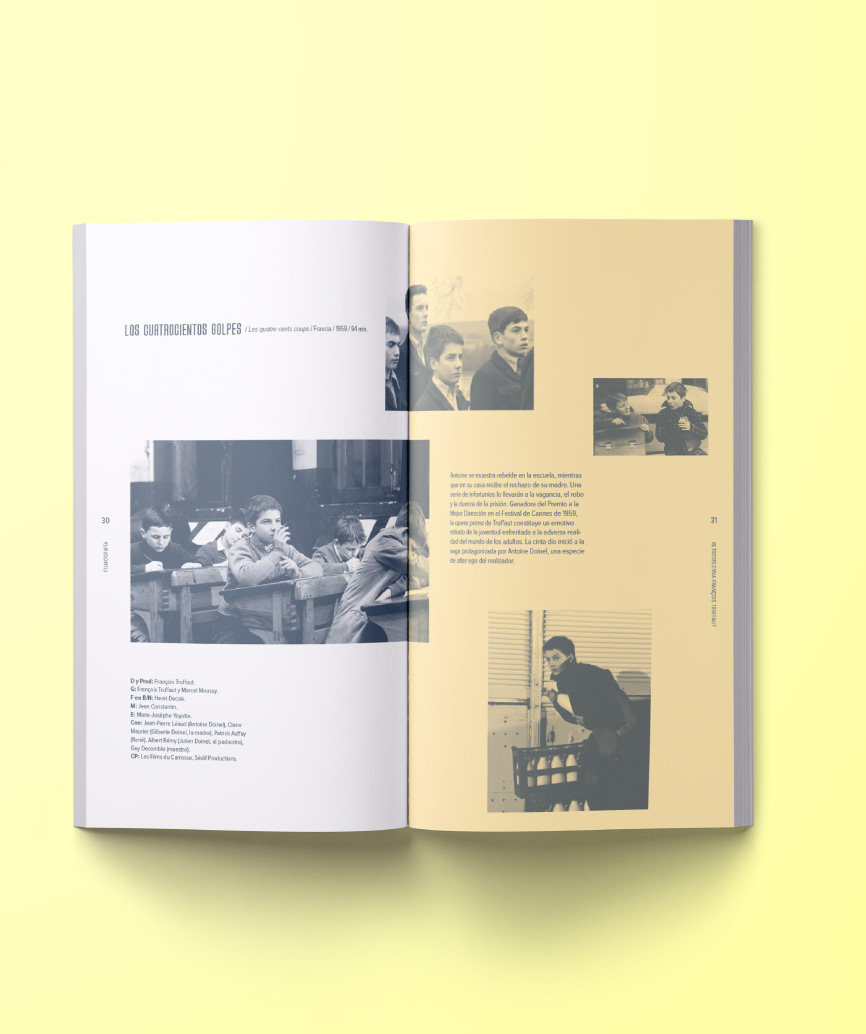 LOS CUATROCIENTOS GOLPES / Les quatre cents coups / Francia / 1959 / 94 min.
30
FILMOGRAFÍA
D y Prod: François Truffaut.
G: François Truffaut y Marcel Moussy.
F en B/N: Henri Decaë.
M: Jean Constantin.
E: Marie-Josèphe Yoyotte.
Con: Jean-Pierre Léaud (Antoine Doinel), Claire
Maurier (Gilberte Doinel, la madre), Patrick Auffay
(René), Albert Rémy (Julien Doinel, el padrastro),
Guy Decomble (maestro).
CP: Les Films du Carrosse, Sédif Productions.
Antoine se muestra rebelde en la escuela, mientras
que en su casa recibe el rechazo de su madre. Una
serie de infortunios lo llevarán a la vagancia, el robo
y la dureza de la prisión. Ganadora del Premio a la
Mejor Dirección en el Festival de Cannes de 1959,
la opera prima de Truffaut constituye un emotivo
retrato de la juventud enfrentada a la adversa reali-
dad del mundo de los adultos. La cinta dio inició a la
saga protagonizada por Antoine Doinel, una especie
de alter ego del realizador.
31
RETROSPECTIVA FRANÇOIS TRUFFAUT